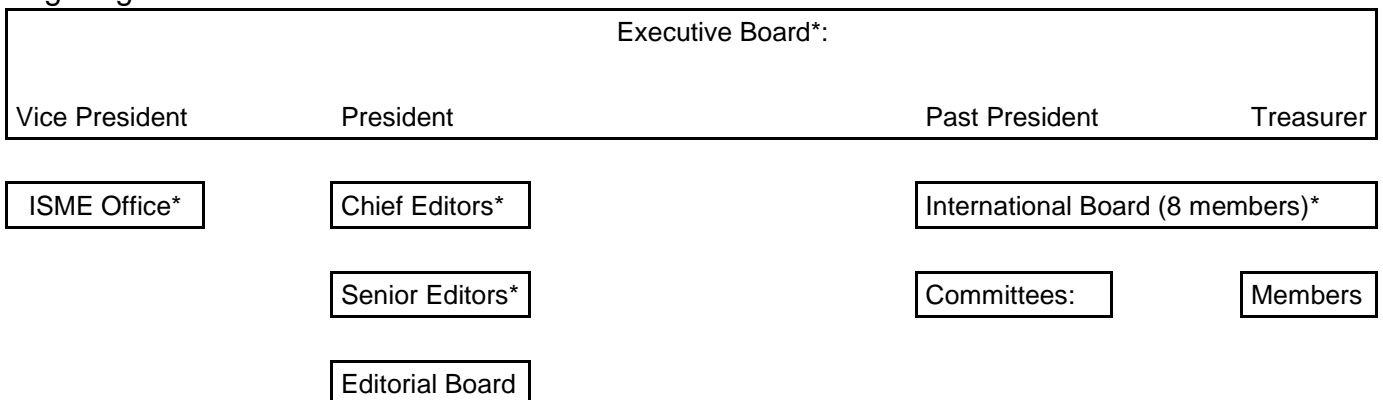 Executive Board*:
Vice President President Past President Treasurer
ISME Office* Chief Editors* International Board (8 members)*
Senior Editors* Committees: Members
Editorial Board